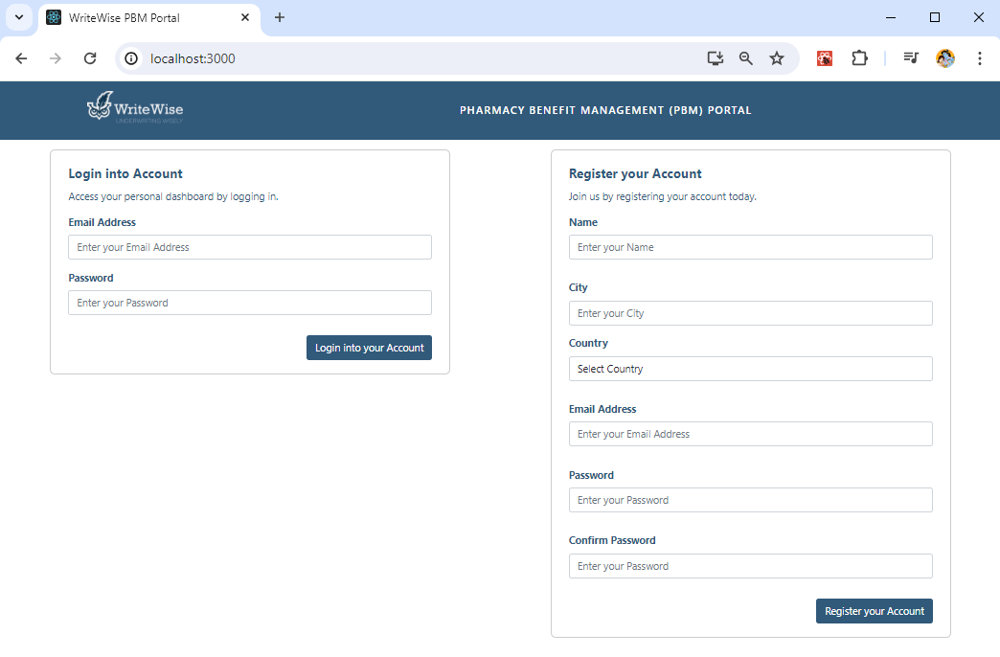 WriteWise PBM Portal
localhost:3000
WriteWise
UNDERWRITING WISELY
PHARMACY BENEFIT MANAGEMENT (PBM) PORTAL
Login into Account
Access your personal dashboard by logging in.
Email Address
Enter your Email Address
Password
Enter your Password
Login into your Account
Register your Account
Join us by registering your account today.
Name
Enter your Name
City
Enter your City
Country
Select Country
Email Address
Enter your Email Address
Password
Enter your Password
Confirm Password
Enter your Password
Register your Account